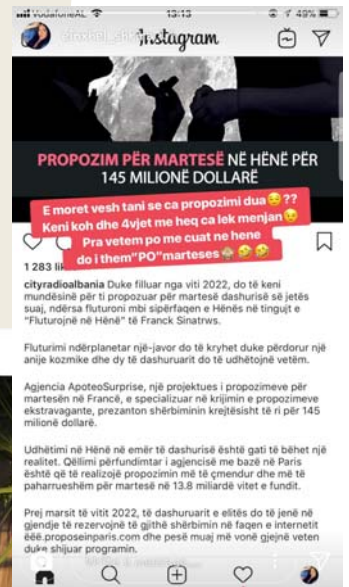 VodafoneAL
13:13
49%
Instagram
PROPOZIM PËR MARTESË NË HËNË PËR
145 MILIONË DOLLARË
E moret vesh tani se ca propozimi dua😏??
Keni koh dhe 4vjet me heq ca lek menjan😏
Pra vetem po me cuat ne hene
do i them"PO"marteses🙊🤣🤣
1 283 lik
cityradioalbania Duke filluar nga viti 2022, do të keni
mundësinë për ti propozuar për martesë dashurisë së jetës
suaj, ndërsa fluturoni mbi sipërfaqen e Hënës në tingujt e
"Fluturojnë në Hënë" të Franck Sinatrws.
Fluturimi ndërplanetar një-javor do të kryhet duke përdorur një
anije kozmike dhe dy të dashuruarit do të udhëtojnë vetëm.
Agjencia ApoteoSurprise, një projektues i propozimeve për
martesën në Francë, e specializuar në krijimin e propozimeve
ekstravagante, prezanton shërbiminin krejtësisht të ri për 145
milionë dollarë.
Udhëtimi në Hënë në emër të dashurisë është gati të bëhet një
realitet. Qëllimi përfundimtar i agjencisë me bazë në Paris
është që të realizojë propozimin më të çmendur dhe më të
paharrueshëm për martesë në 13.8 miliardë vitet e fundit.
Prej marsit të vitit 2022, të dashuruarit e elitës do të jenë në
gjendje të rezervojnë të gjithë shërbimin në faqen e internetit
ëëë.proposeinparis.com dhe pesë muaj më vonë gjejnë veten
duke shijuar programin.